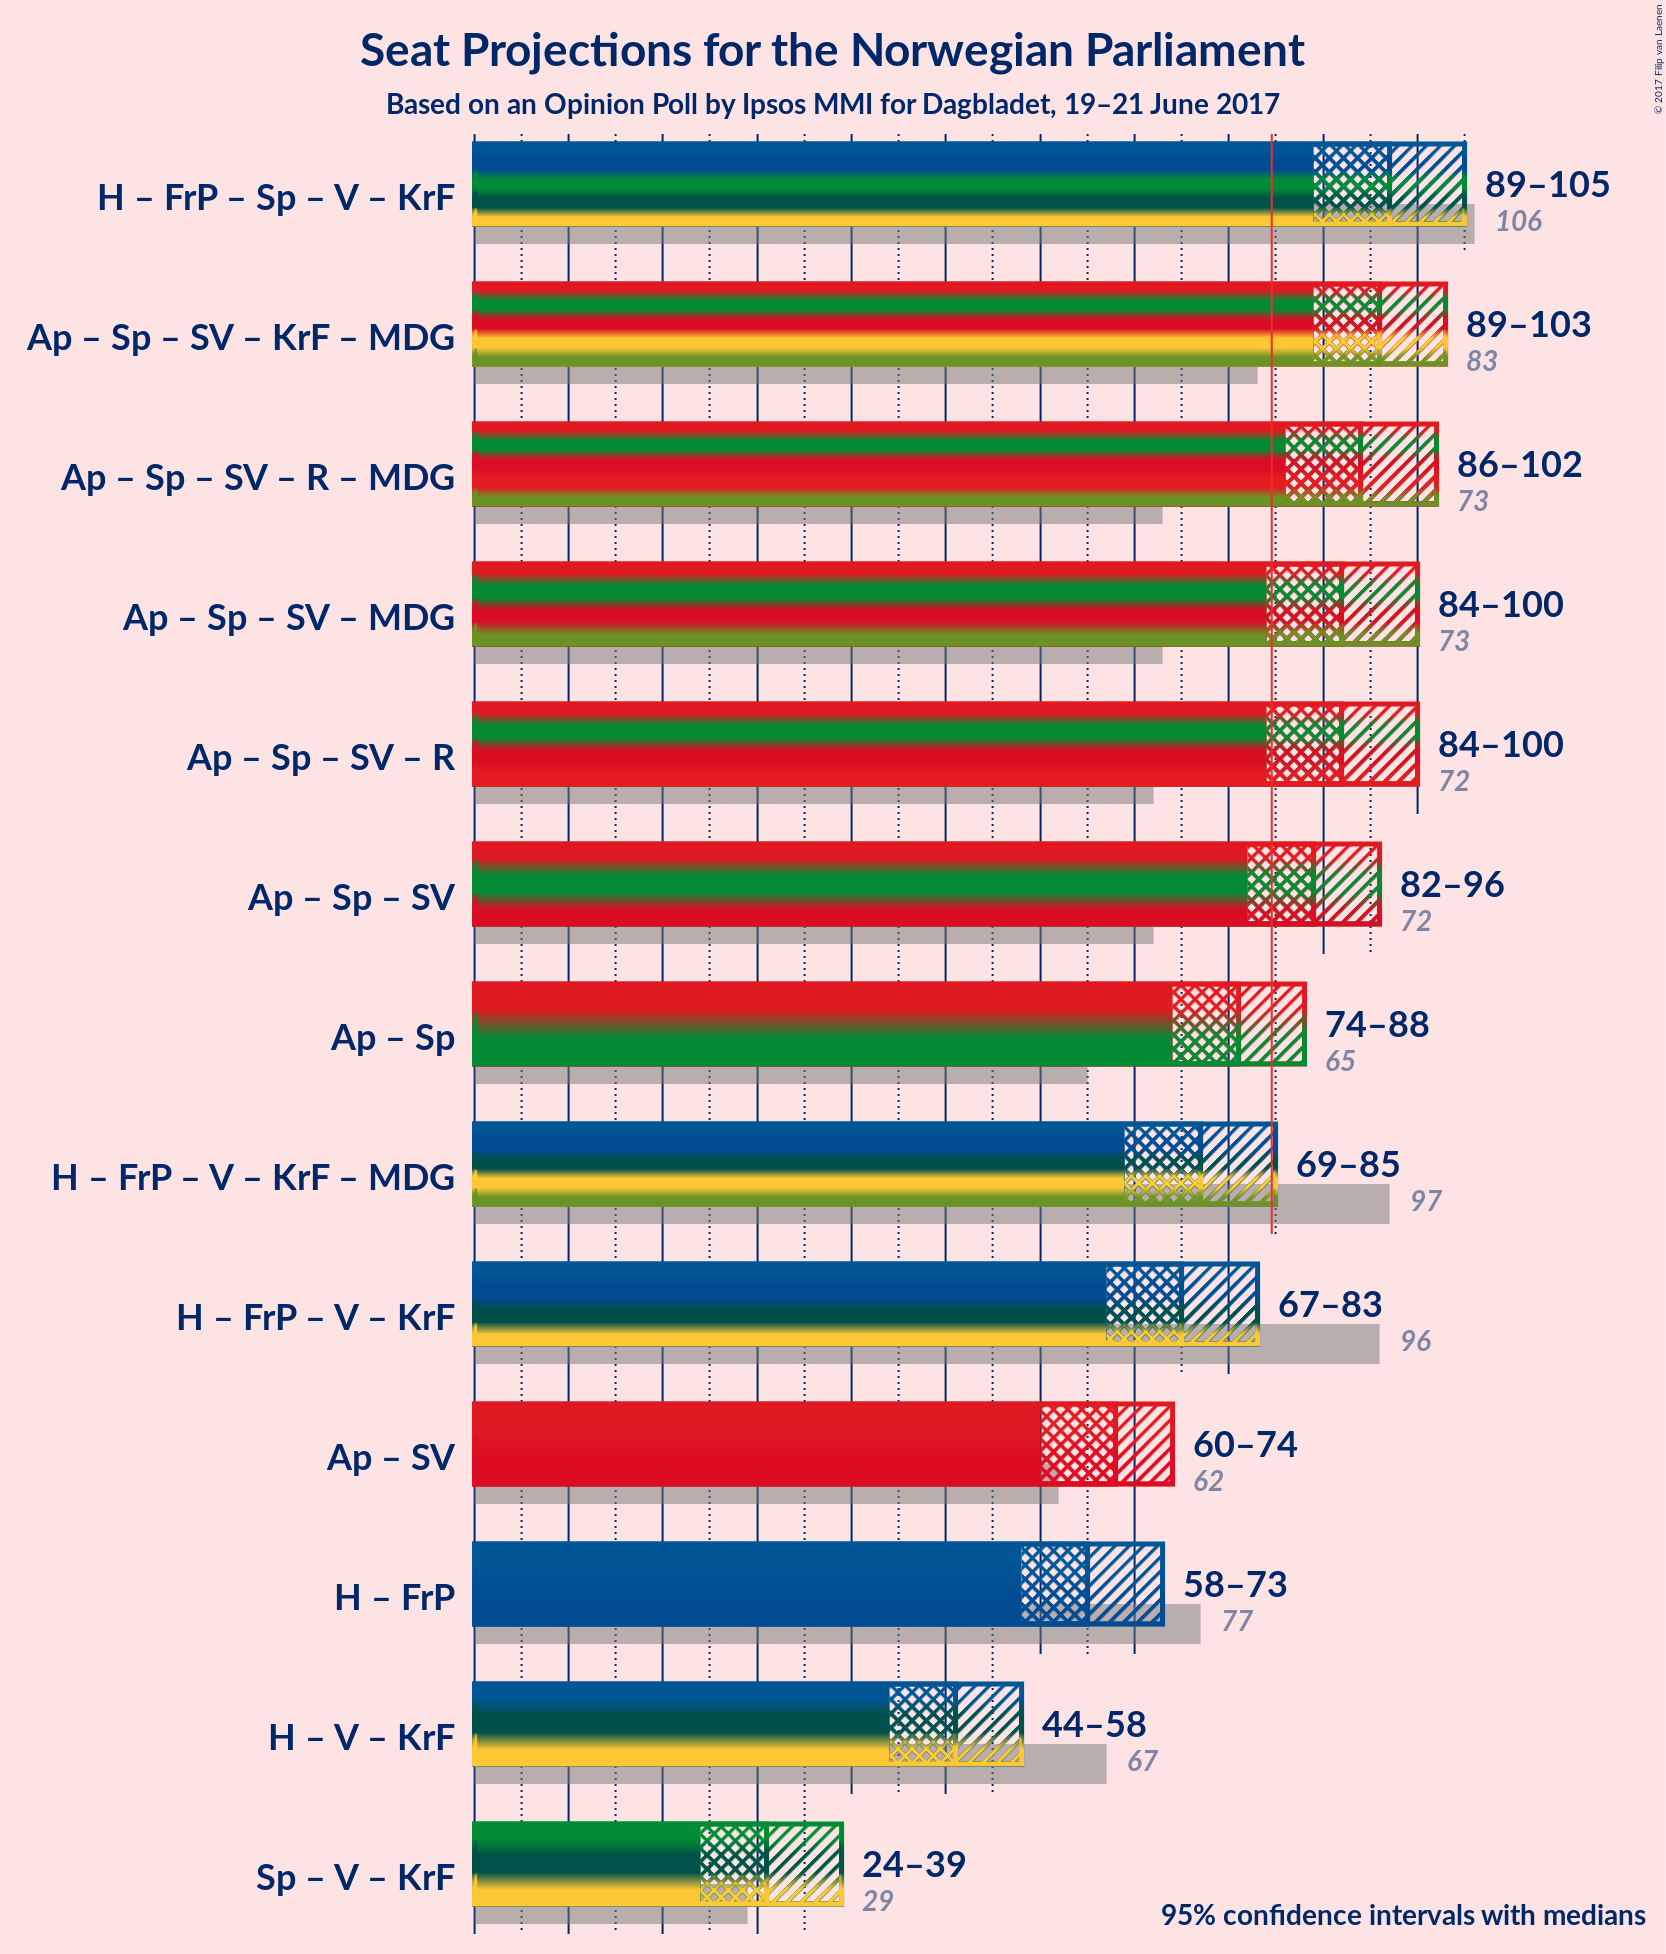 Seat Projections for the Norwegian Parliament
Based on an Opinion Poll by Ipsos MMI for Dagbladet, 19–21 June 2017
© 2017 Filip van Laenen
H – FrP – Sp – V – KrF
89–105
106
Ap – Sp – SV – KrF – MDG
89–103
83
Ap – Sp – SV – R – MDG
86–102
73
Ap – Sp – SV – MDG
84–100
73
Ap – Sp – SV – R
84–100
72
Ap – Sp – SV
82–96
72
Ap – Sp
74–88
65
H – FrP – V – KrF – MDG
69–85
97
H – FrP – V – KrF
67–83
96
Ap – SV
60–74
62
H – FrP
58–73
77
H – V – KrF
44–58
67
Sp – V – KrF
24–39
29
95% confidence intervals with medians